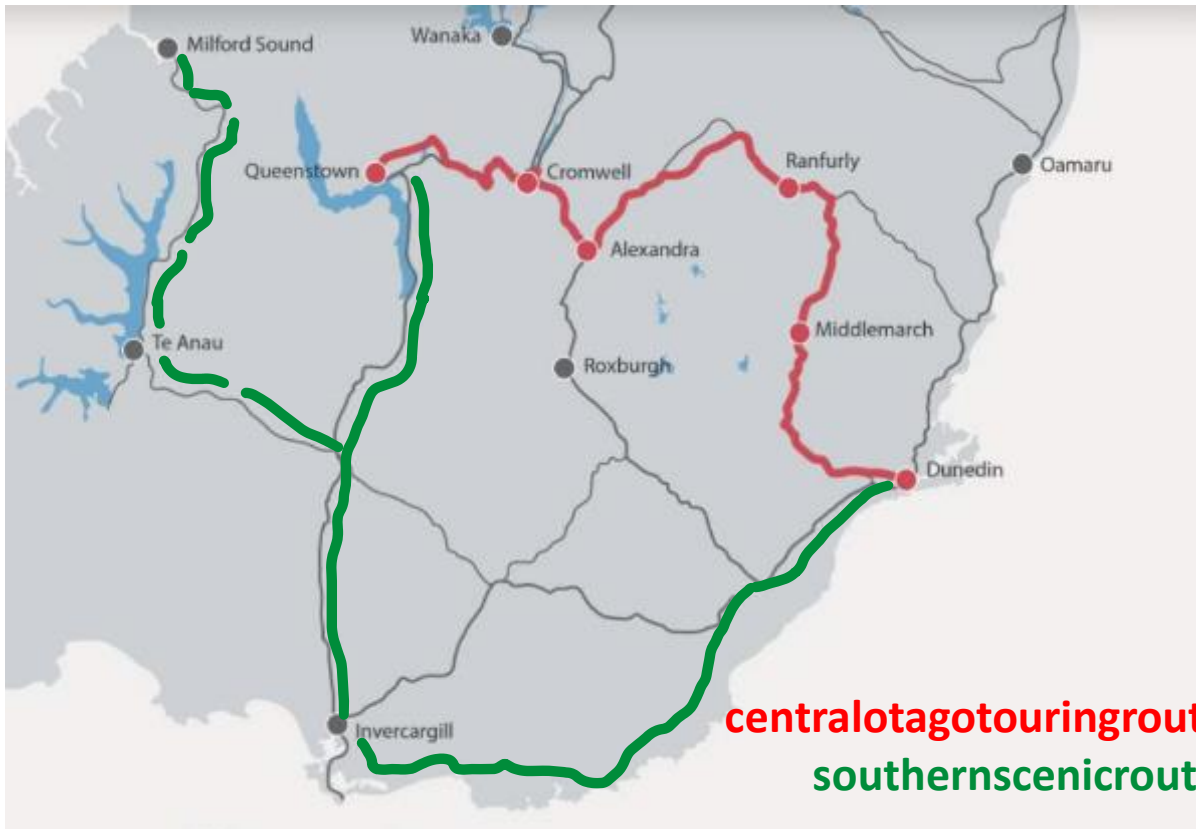 Milford Sound
Wanaka
Queenstown
Cromwell
Ranfurly
Oamaru
Alexandra
Middlemarch
Te Anau
Roxburgh
Dunedin
Invercargill
centralotagotouringrout
southernscenicrout